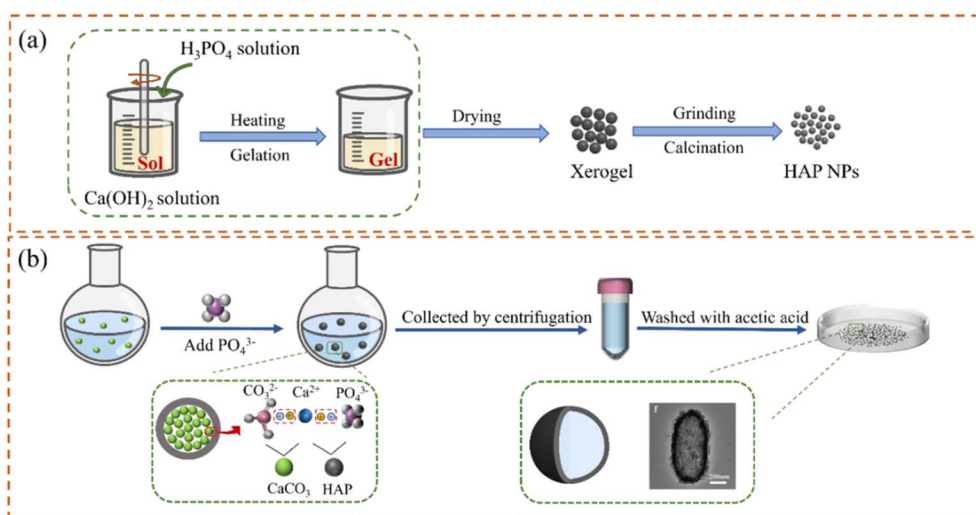 (a)
H₃PO₄ solution
Sol
Ca(OH)₂ solution
Heating
Gelation
Gel
Drying
Xerogel
Grinding
Calcination
HAP NPs
(b)
Add PO₄³⁻
Collected by centrifugation
Washed with acetic acid
CO₃²⁻ Ca²⁺ PO₄³⁻
CaCO₃ HAP
f
200nm